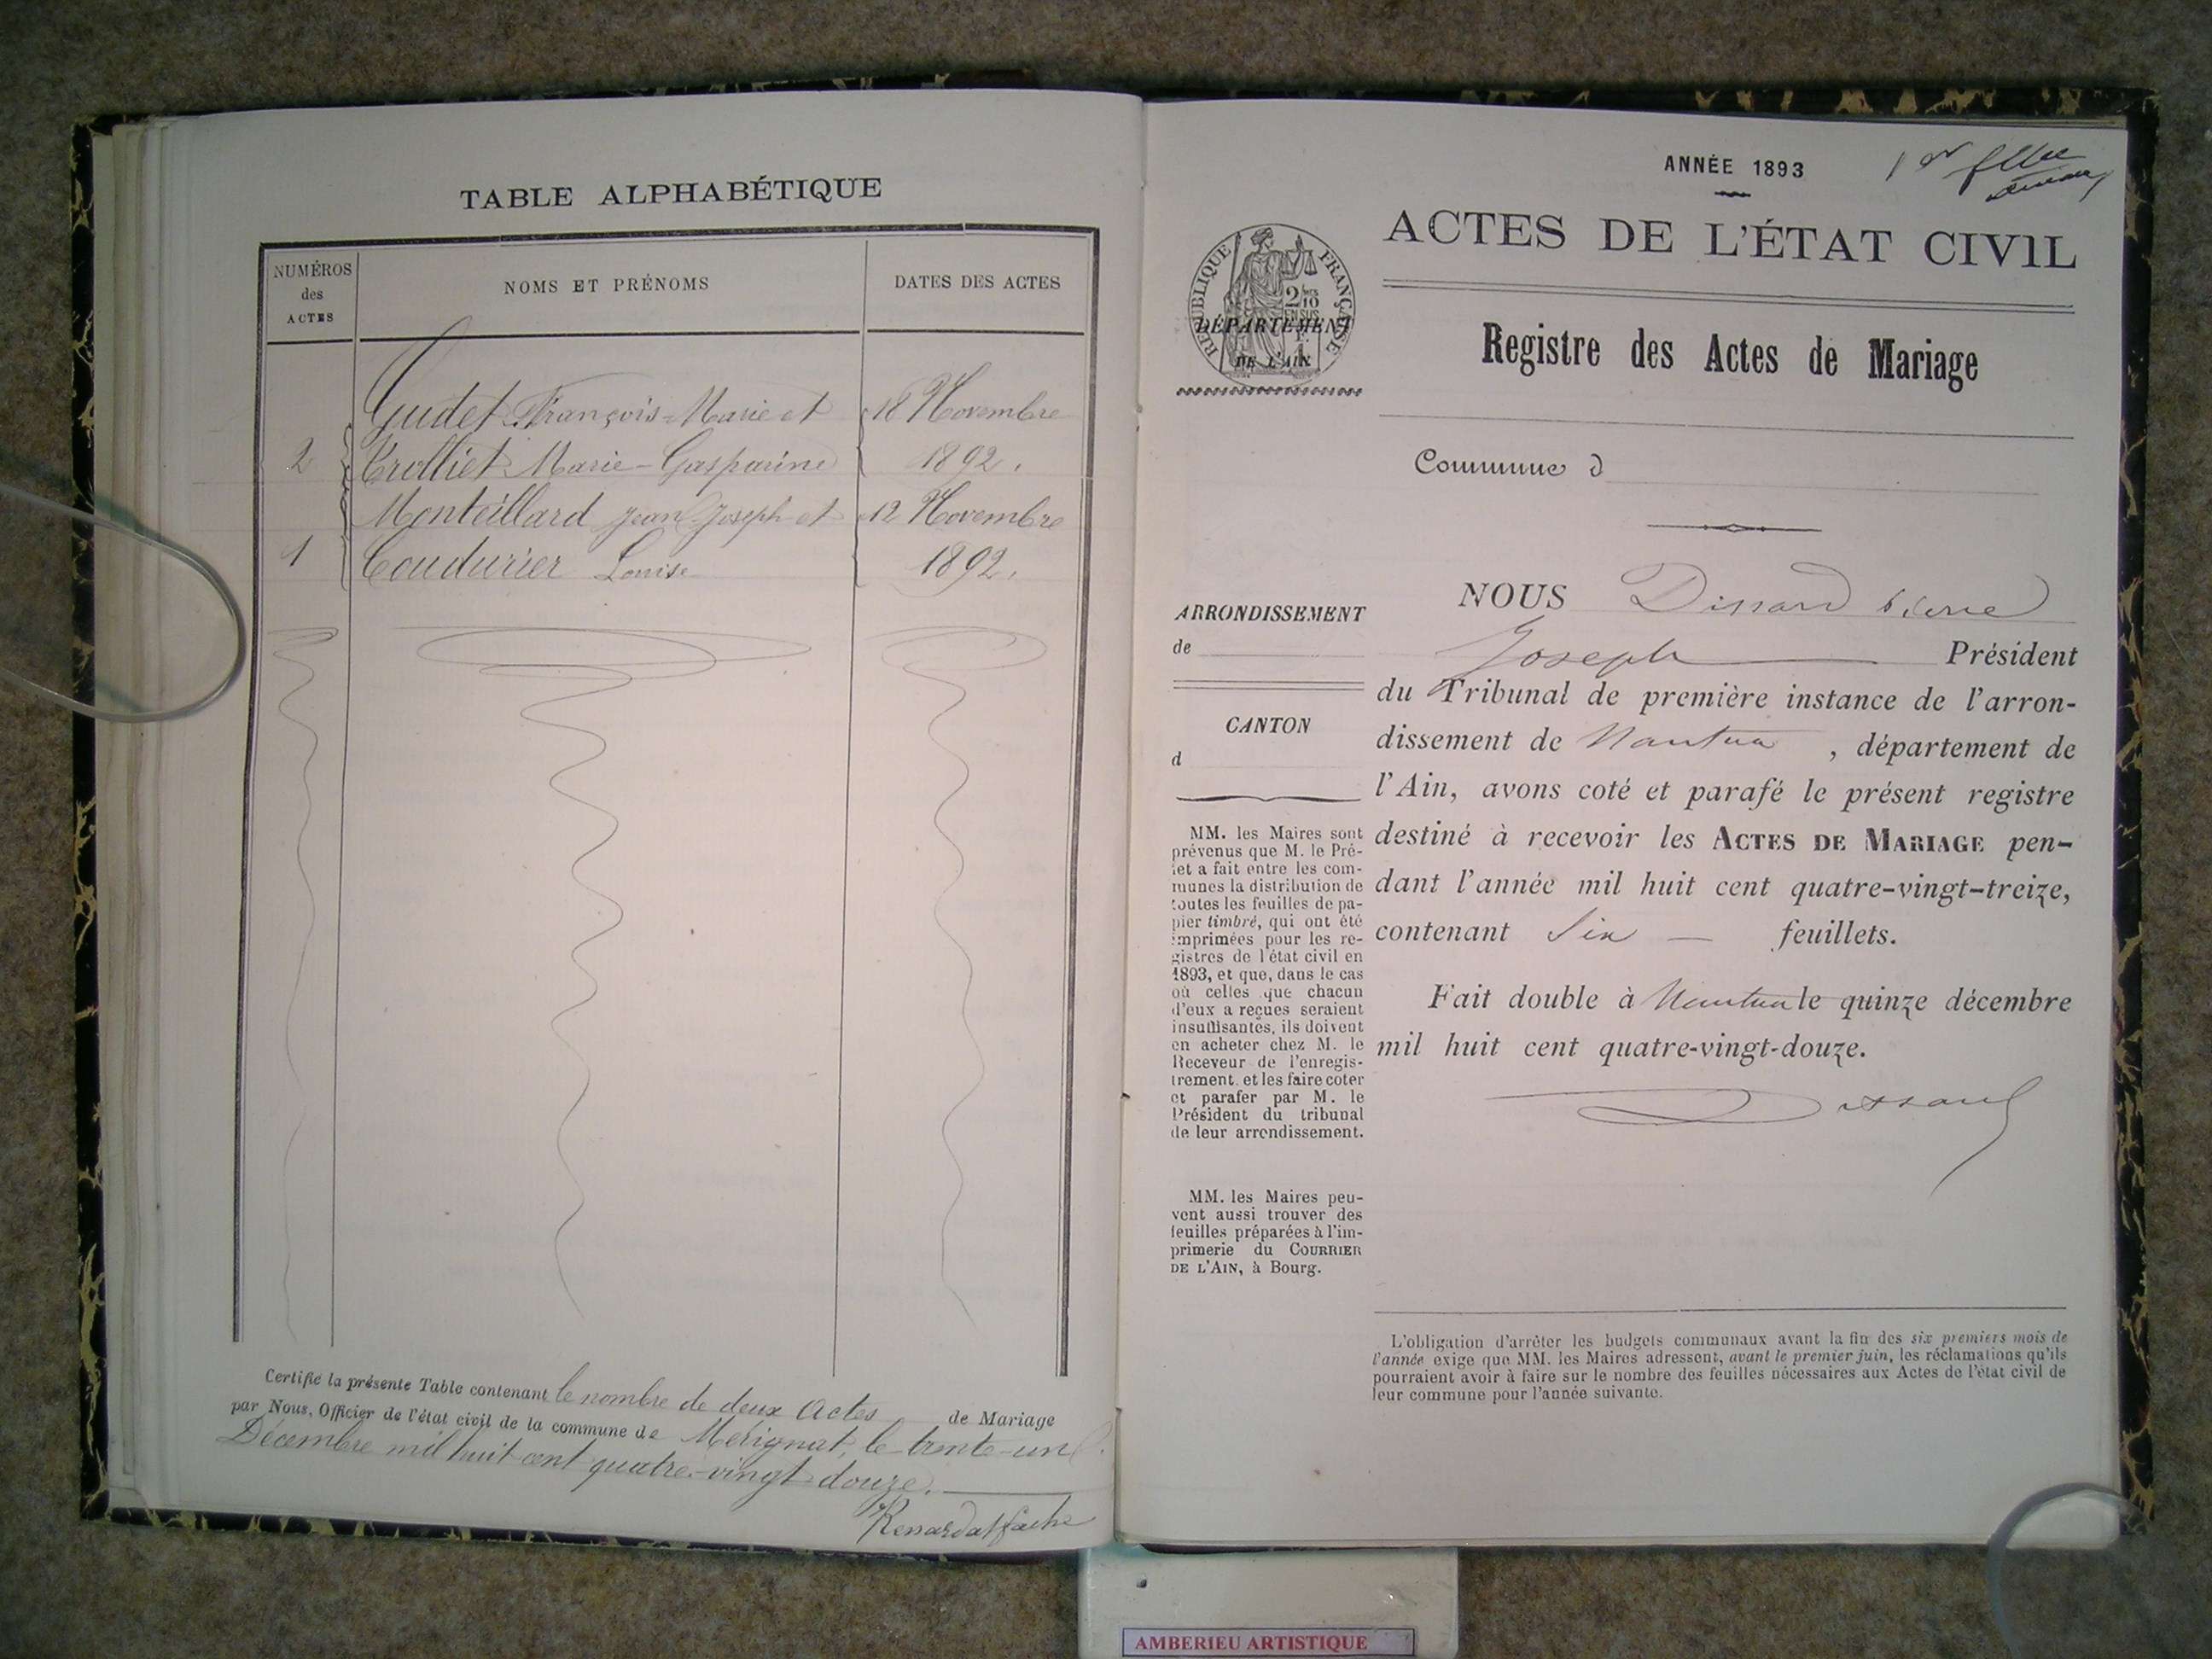 TABLE ALPHABÉTIQUE
NUMÉROS
des
ACTES
NOMS ET PRÉNOMS
DATES DES ACTES
Gudet François-Marie et
18 Novembre
2
Trolliet Marie-Gasparine
1892.
Monteillard Jean-Joseph et
12 Novembre
1
Coudurier Louise
1892.
Certifié la présente Table contenant le nombre de deux actes de Mariage
par Nous, Officier de l'état civil de la commune de Mérignat, le trente-un
Décembre mil huit cent quatre-vingt douze.
ANNÉE 1893
1er
ACTES DE L'ÉTAT CIVIL
RÉPUBLIQUE FRANÇAISE
DÉPARTEMENT
DE L'AIN
Registre des Actes de Mariage
Commune d
ARRONDISSEMENT
de
CANTON
d
MM. les Maires sont
prévenus que M. le Pré-
fet a fait entre les com-
munes la distribution de
toutes les feuilles de pa-
pier timbré, qui ont été
imprimées pour les re-
gistres de l'état civil en
1893, et que, dans le cas
où celles que chacun
d'eux a reçues seraient
insuffisantes, ils doivent
en acheter chez M. le
Receveur de l'enregis-
trement et les faire coter
et parafer par M. le
Président du tribunal
de leur arrondissement.
MM. les Maires peu-
vent aussi trouver des
feuilles préparées à l'im-
primerie du COURRIER
DE L'AIN, à Bourg.
NOUS
Joseph Président
du Tribunal de première instance de l'arron-
dissement de Nantua, département de
l'Ain, avons coté et parafé le présent registre
destiné à recevoir les ACTES DE MARIAGE pen-
dant l'année mil huit cent quatre-vingt-treize,
contenant Six — feuillets.
Fait double à Nantua le quinze décembre
mil huit cent quatre-vingt-douze.
L'obligation d'arrêter les budgets communaux avant la fin des six premiers mois de
l'année exige que MM. les Maires adressent, avant le premier juin, les réclamations qu'ils
pourraient avoir à faire sur le nombre des feuilles nécessaires aux Actes de l'état civil de
leur commune pour l'année suivante.
AMBERIEU ARTISTIQUE